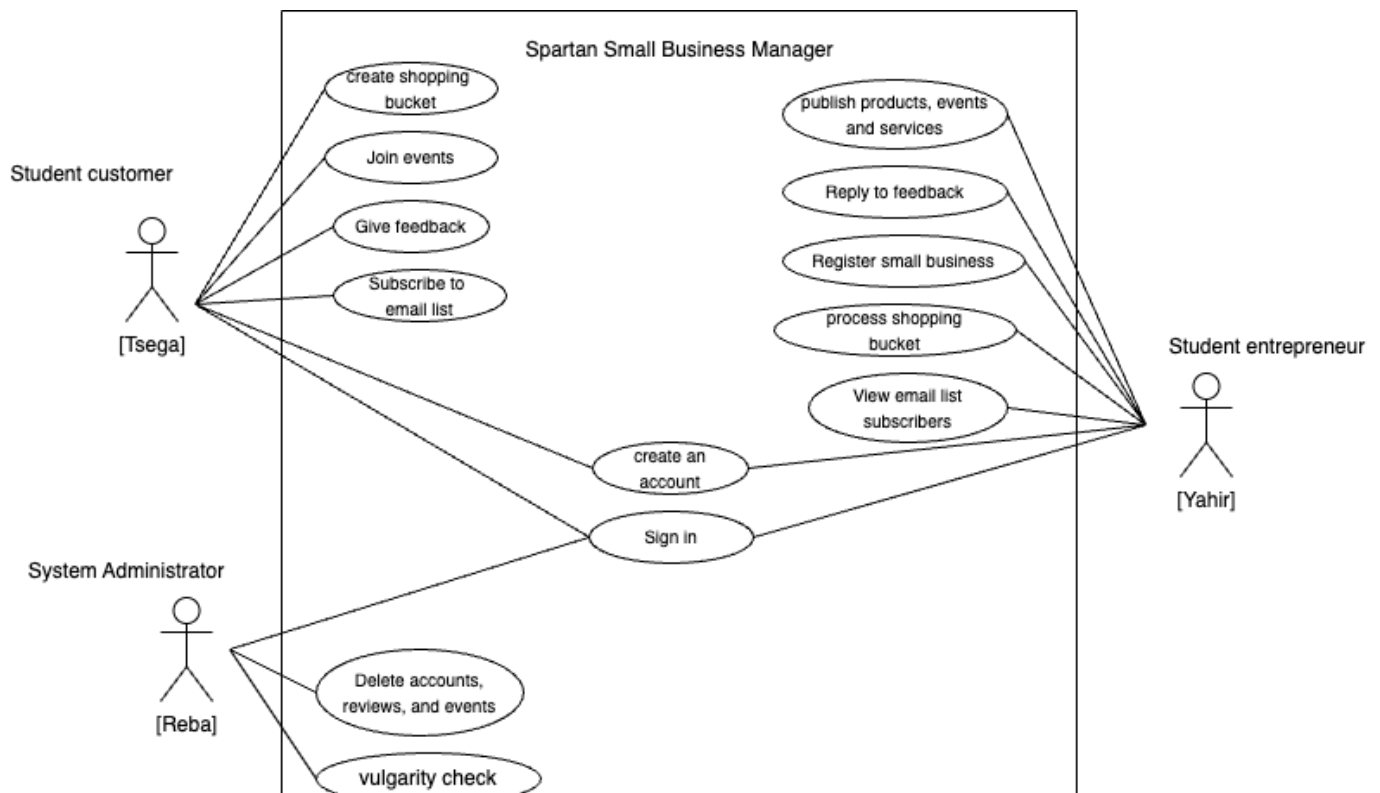 Spartan Small Business Manager
create shopping
bucket
Join events
Give feedback
Subscribe to
email list
Student customer
[Tsega]
publish products, events
and services
Reply to feedback
Register small business
process shopping
bucket
View email list
subscribers
Student entrepreneur
[Yahir]
create an
account
Sign in
System Administrator
[Reba]
Delete accounts,
reviews, and events
vulgarity check